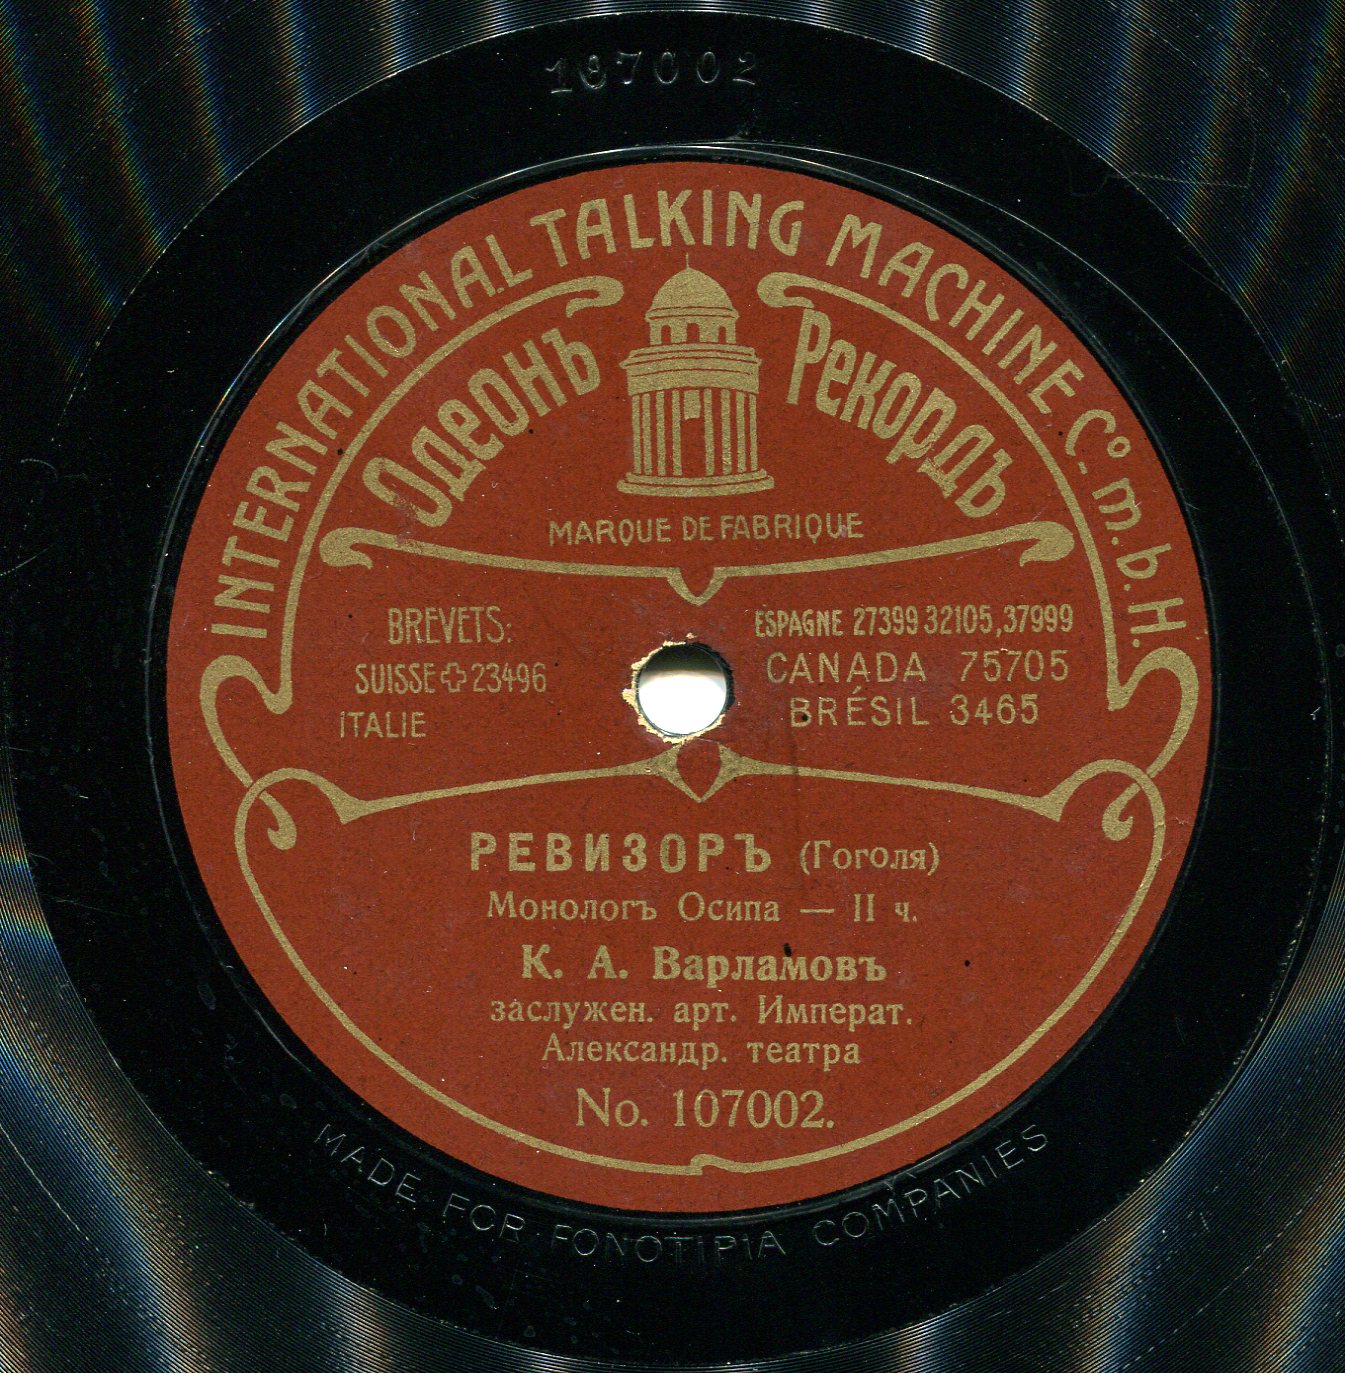 107002
INTERNATIONAL TALKING MACHINE Co. m.b.H.
Одеонъ Рекордъ
MARQUE DE FABRIQUE
BREVETS:
SUISSE 23496
ITALIE
ESPAGNE 27399 32105, 37999
CANADA 75705
BRÉSIL 3465
РЕВИЗОРЪ (Гоголя)
Монологъ Осипа — II ч.
К. А. Варламовъ
заслужен. арт. Императ.
Александр. театра
No. 107002.
MADE FOR FONOTIPIA COMPANIES